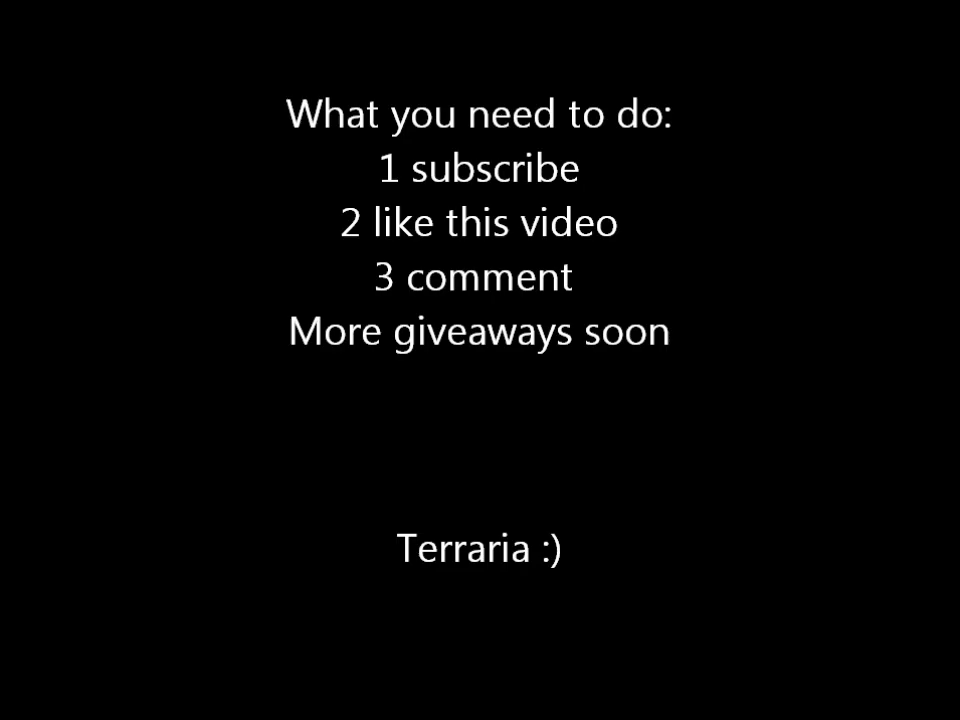 What you need to do:
1 subscribe
2 like this video
3 comment
More giveaways soon
Terraria :)